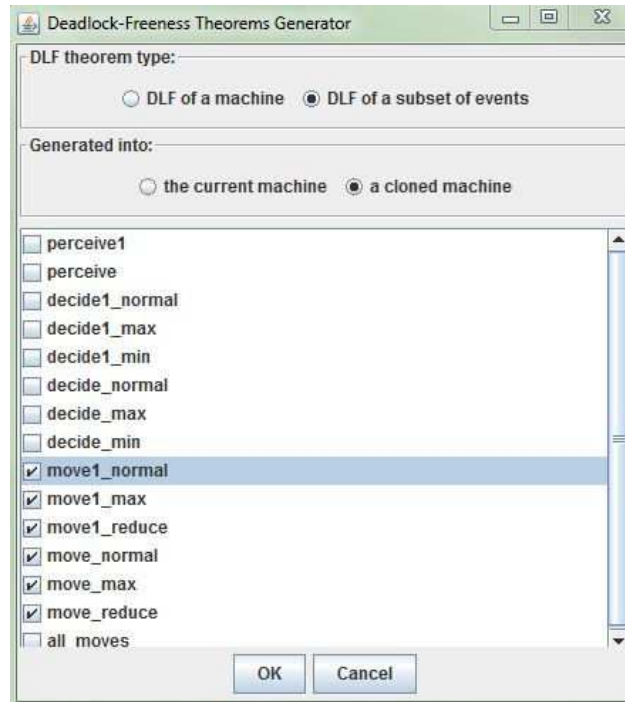 Deadlock-Freeness Theorems Generator
DLF theorem type:
DLF of a machine DLF of a subset of events
Generated into:
the current machine a cloned machine
perceive1
perceive
decide1_normal
decide1_max
decide1_min
decide_normal
decide_max
decide_min
move1_normal
move1_max
move1_reduce
move_normal
move_max
move_reduce
all_moves
OK Cancel